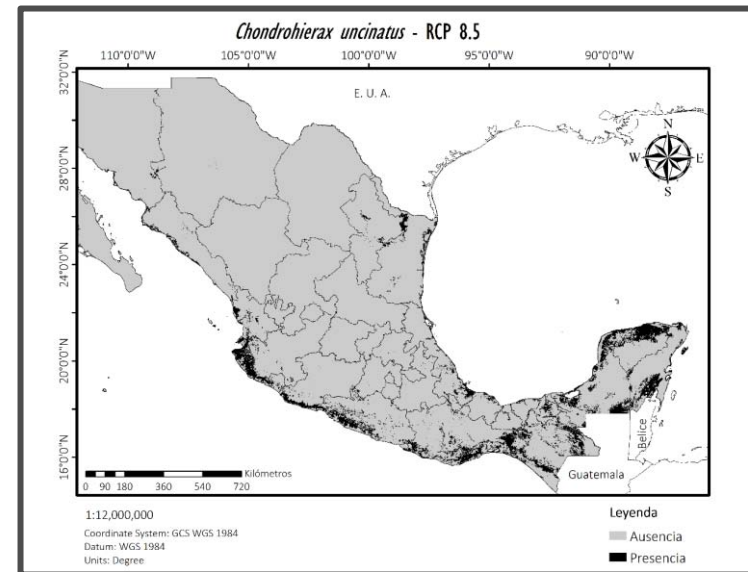 Chondrohierax uncinatus - RCP 8.5
110°0'0"W 105°0'0"W 100°0'0"W 95°0'0"W 90°0'0"W
32°0'0"N
28°0'0"N
24°0'0"N
20°0'0"N
16°0'0"N
E. U. A.
N
W E
S
Belice
Guatemala
Kilómetros
0 90 180 360 540 720
1:12,000,000
Coordinate System: GCS WGS 1984
Datum: WGS 1984
Units: Degree
Leyenda
Ausencia
Presencia